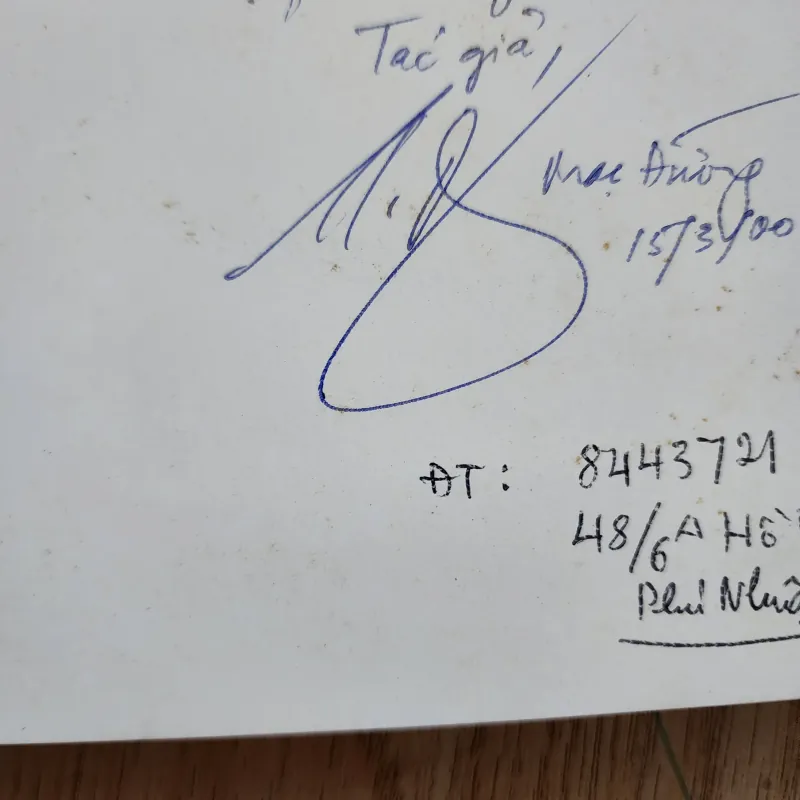 Tác giả,
Mạc Đường
15/3/00
ĐT: 8443721
48/6A Hồ
Phú Nhuận